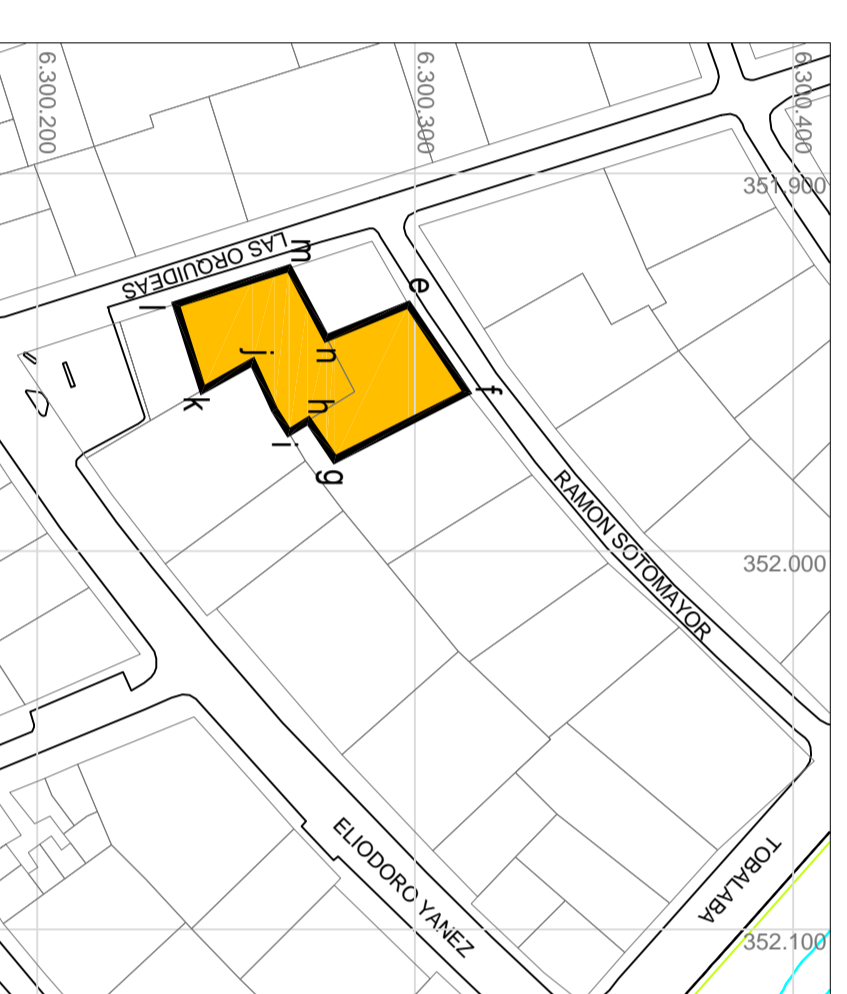 6.300.200
6.300.300
6.300.400
351.900
LAS ORQUIDEAS
m
e
l
n
j
f
k
h
i
g
RAMON SOTOMAYOR
352.000
ELIODORO YANEZ
TOBALABA
352.100